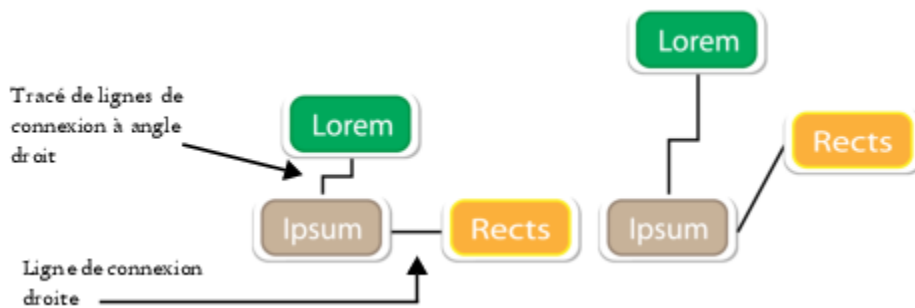 Lorem
Tracé de lignes de
connexion à angle
droit
Lorem
Rects
Ipsum
Rects
Ipsum
Ligne de connexion
droite